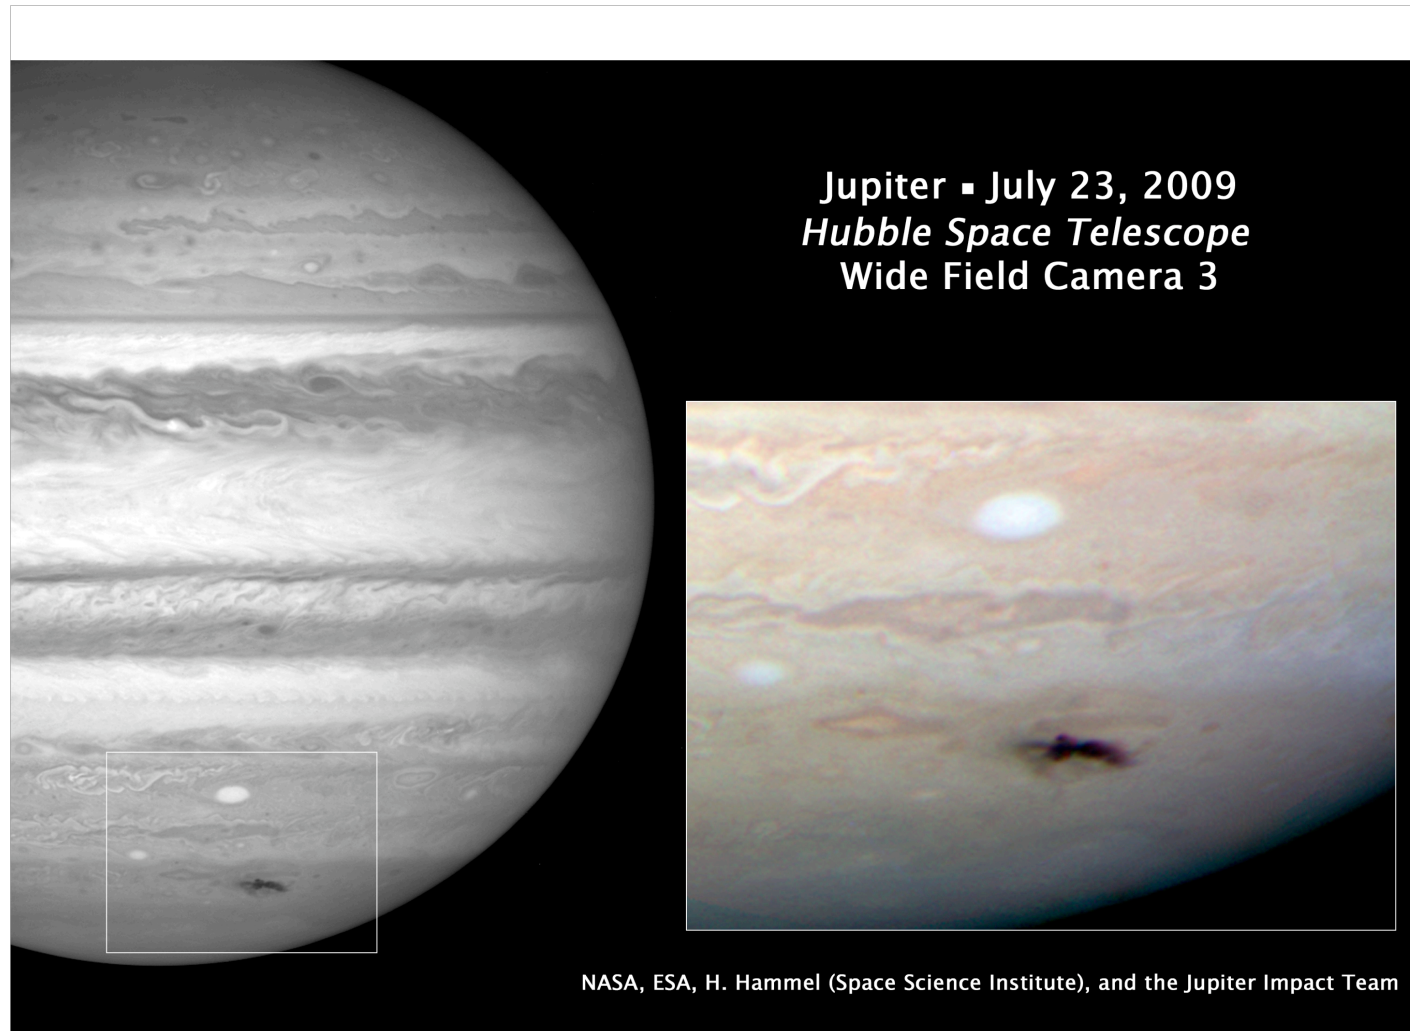 Jupiter ▪ July 23, 2009
Hubble Space Telescope
Wide Field Camera 3
NASA, ESA, H. Hammel (Space Science Institute), and the Jupiter Impact Team